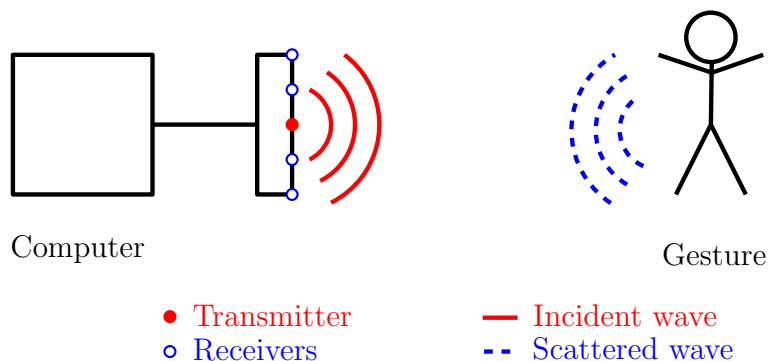 Computer
Gesture
Transmitter
Incident wave
Receivers
Scattered wave